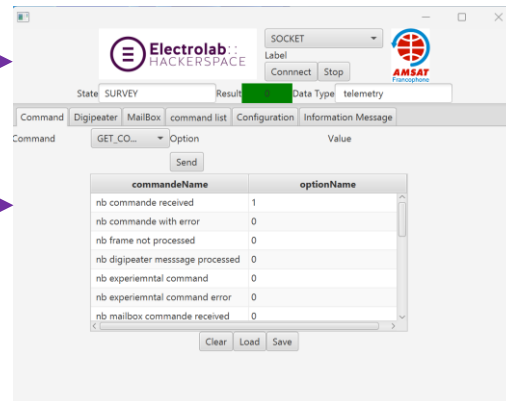 Electrolab::
HACKERSPACE
SOCKET
Label
Connnect Stop
AMSAT
Francophone
State SURVEY Result 0 Data Type telemetry
Command Digipeater MailBox command list Configuration Information Message
Command GET_CO... Option Value
Send
commandeName optionName
nb commande received 1
nb commande with error 0
nb frame not processed 0
nb digipeater messsage processed 0
nb experiemntal command 0
nb experiemntal command error 0
nb mailbox commande received 0
Clear Load Save